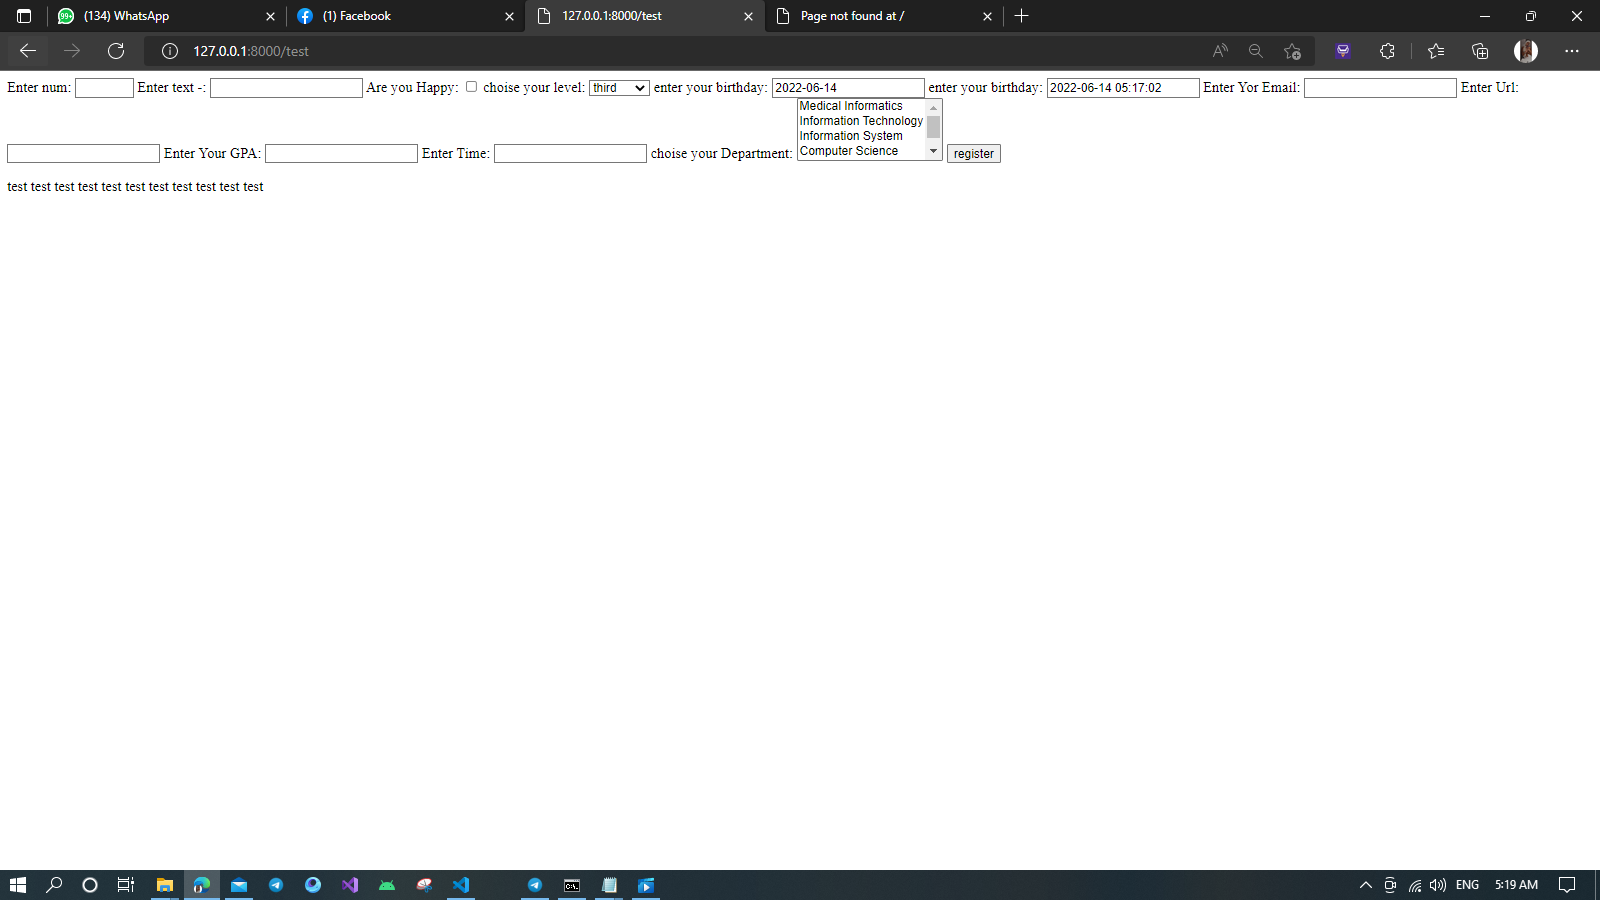 (134) WhatsApp
(1) Facebook
127.0.0.1:8000/test
Page not found at /
127.0.0.1:8000/test
Enter num: Enter text -: Are you Happy: choise your level: third enter your birthday: 2022-06-14 enter your birthday: 2022-06-14 05:17:02 Enter Yor Email: Enter Url:
Medical Informatics
Information Technology
Information System
Computer Science
Enter Your GPA: Enter Time: choise your Department: register
test test test test test test test test test test test
ENG 5:19 AM